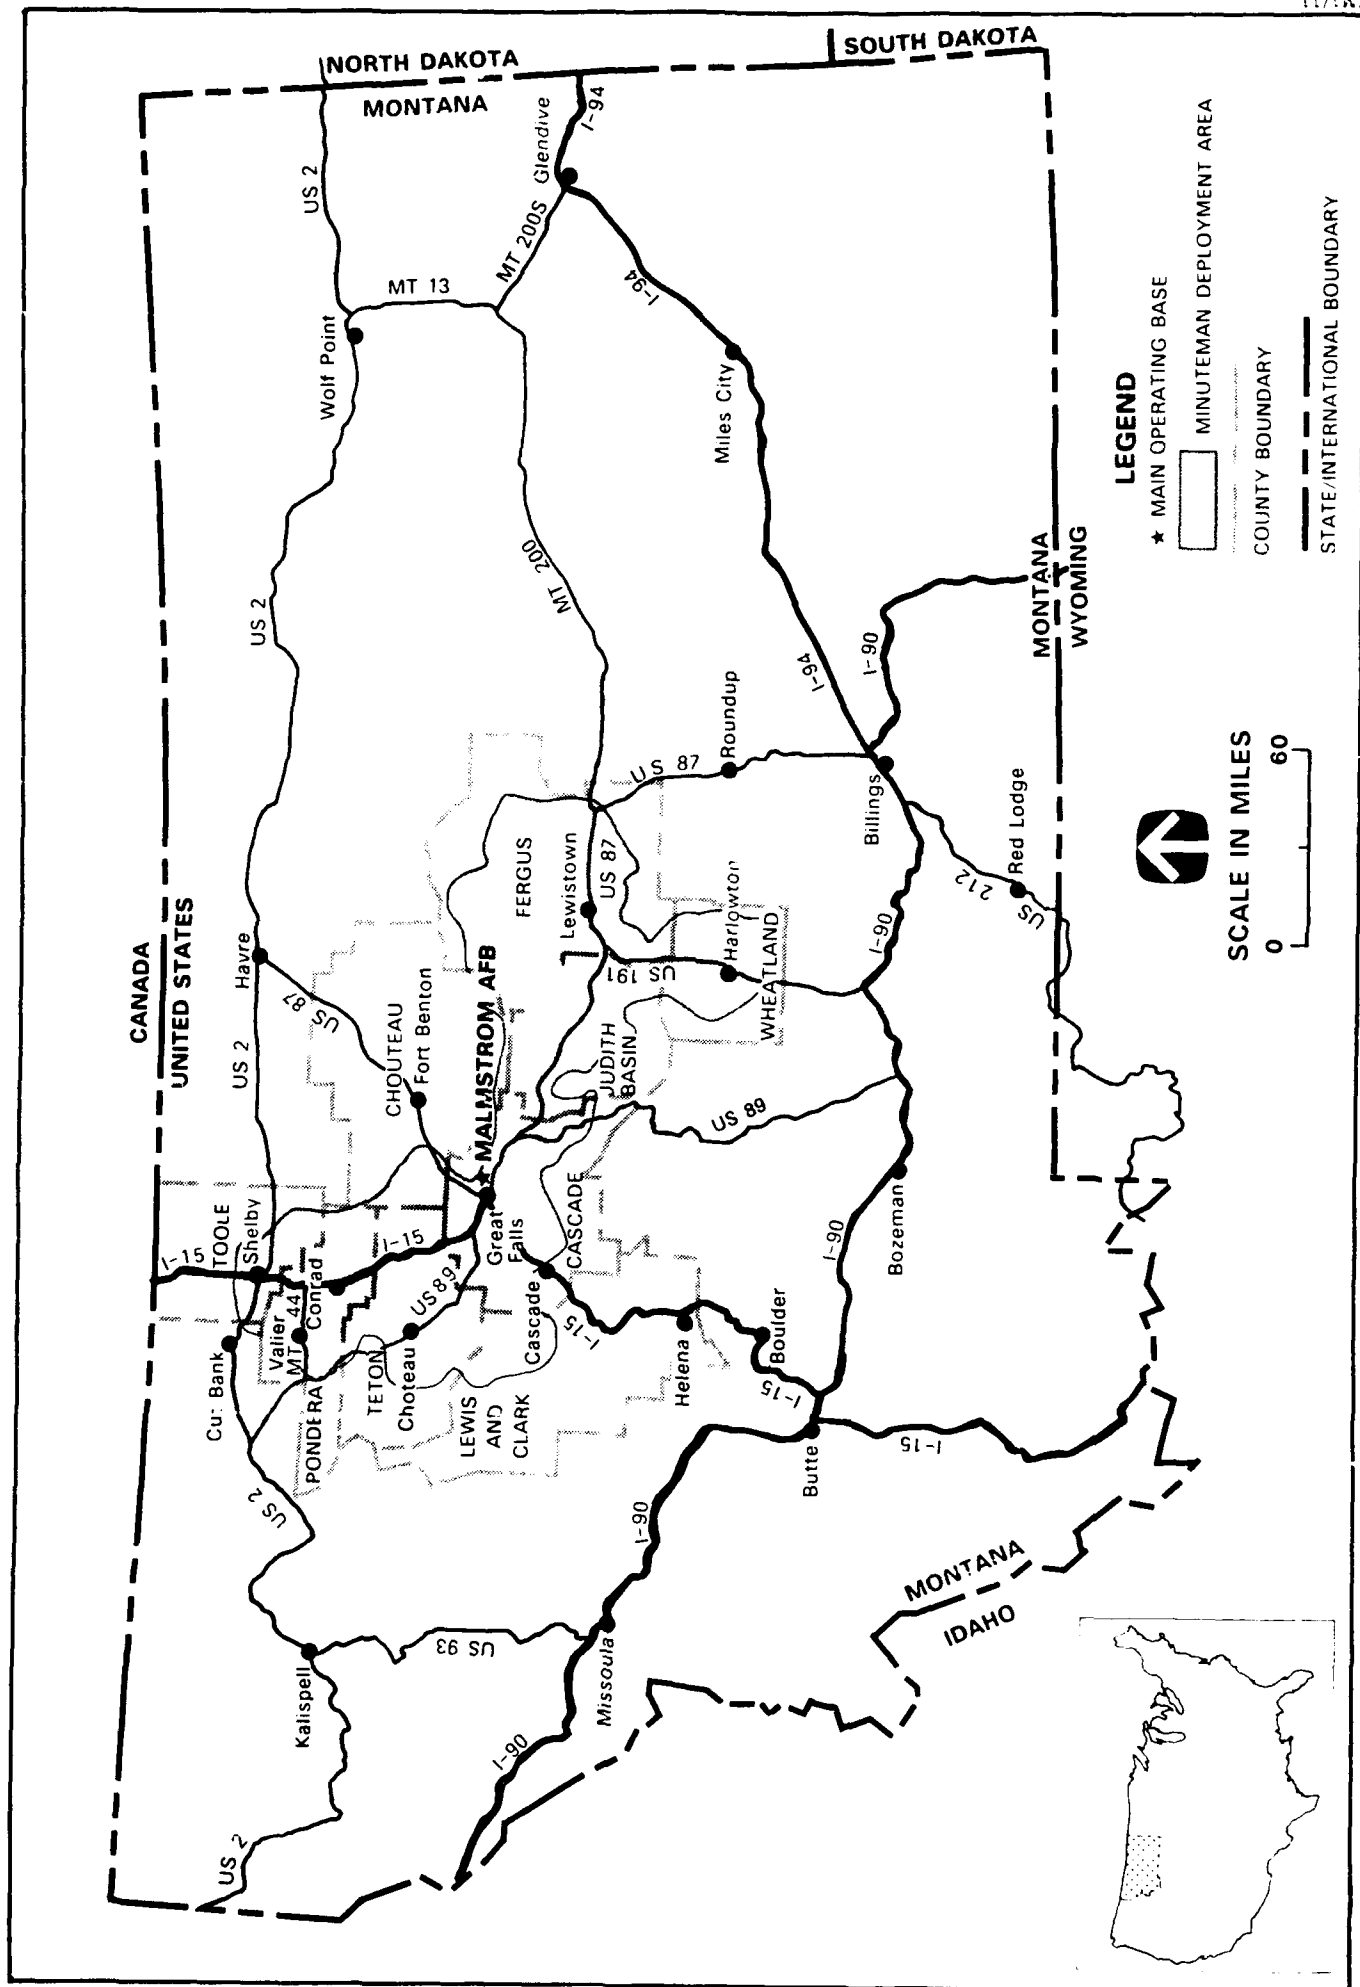 CANADA
UNITED STATES
NORTH DAKOTA
MONTANA
SOUTH DAKOTA
US 2
US 2
US 2
US 2
US 2
Kalispell
US 93
Missoula
I-90
I-90
Cut Bank
Valier
MT 44
PONDERA
TOOLE
Shelby
I-15
Conrad
I-15
TETON
Choteau
US 89
LEWIS
AND
CLARK
Great
Falls
MALMSTROM AFB
Cascade
CASCADE
I-15
Helena
Boulder
I-15
Butte
I-15
I-90
Bozeman
US 89
Havre
US 87
CHOUTEAU
Fort Benton
JUDITH
BASIN
FERGUS
Lewistown
US 87
US 191
Harlowton
WHEATLAND
US 87
Roundup
Billings
I-90
I-90
US 212
Red Lodge
I-94
Miles City
I-94
MT 200
MT 13
Wolf Point
MT 200S
Glendive
I-94
MONTANA
WYOMING
MONTANA
IDAHO
SCALE IN MILES
0 60
LEGEND
★ MAIN OPERATING BASE
MINUTEMAN DEPLOYMENT AREA
COUNTY BOUNDARY
STATE/INTERNATIONAL BOUNDARY